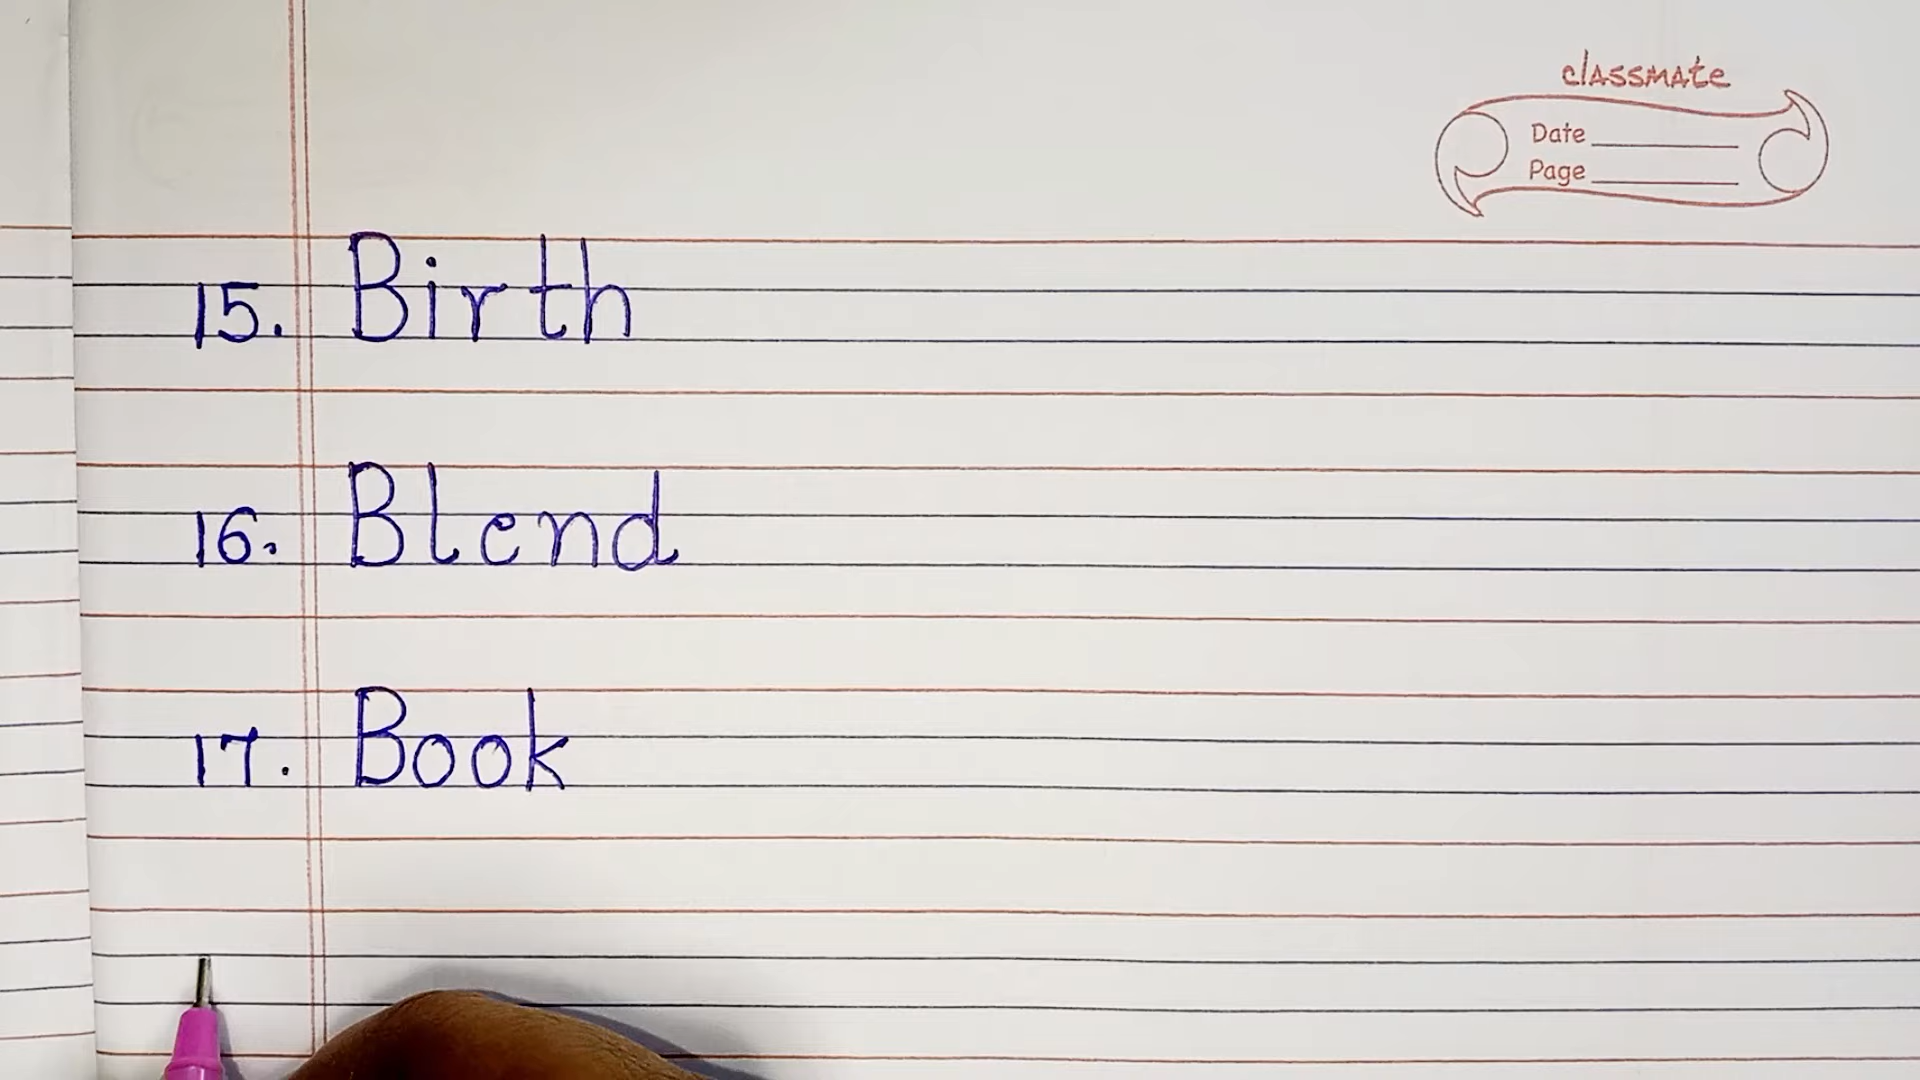 classmate
Date
Page
15. Birth
16. Blend
17. Book